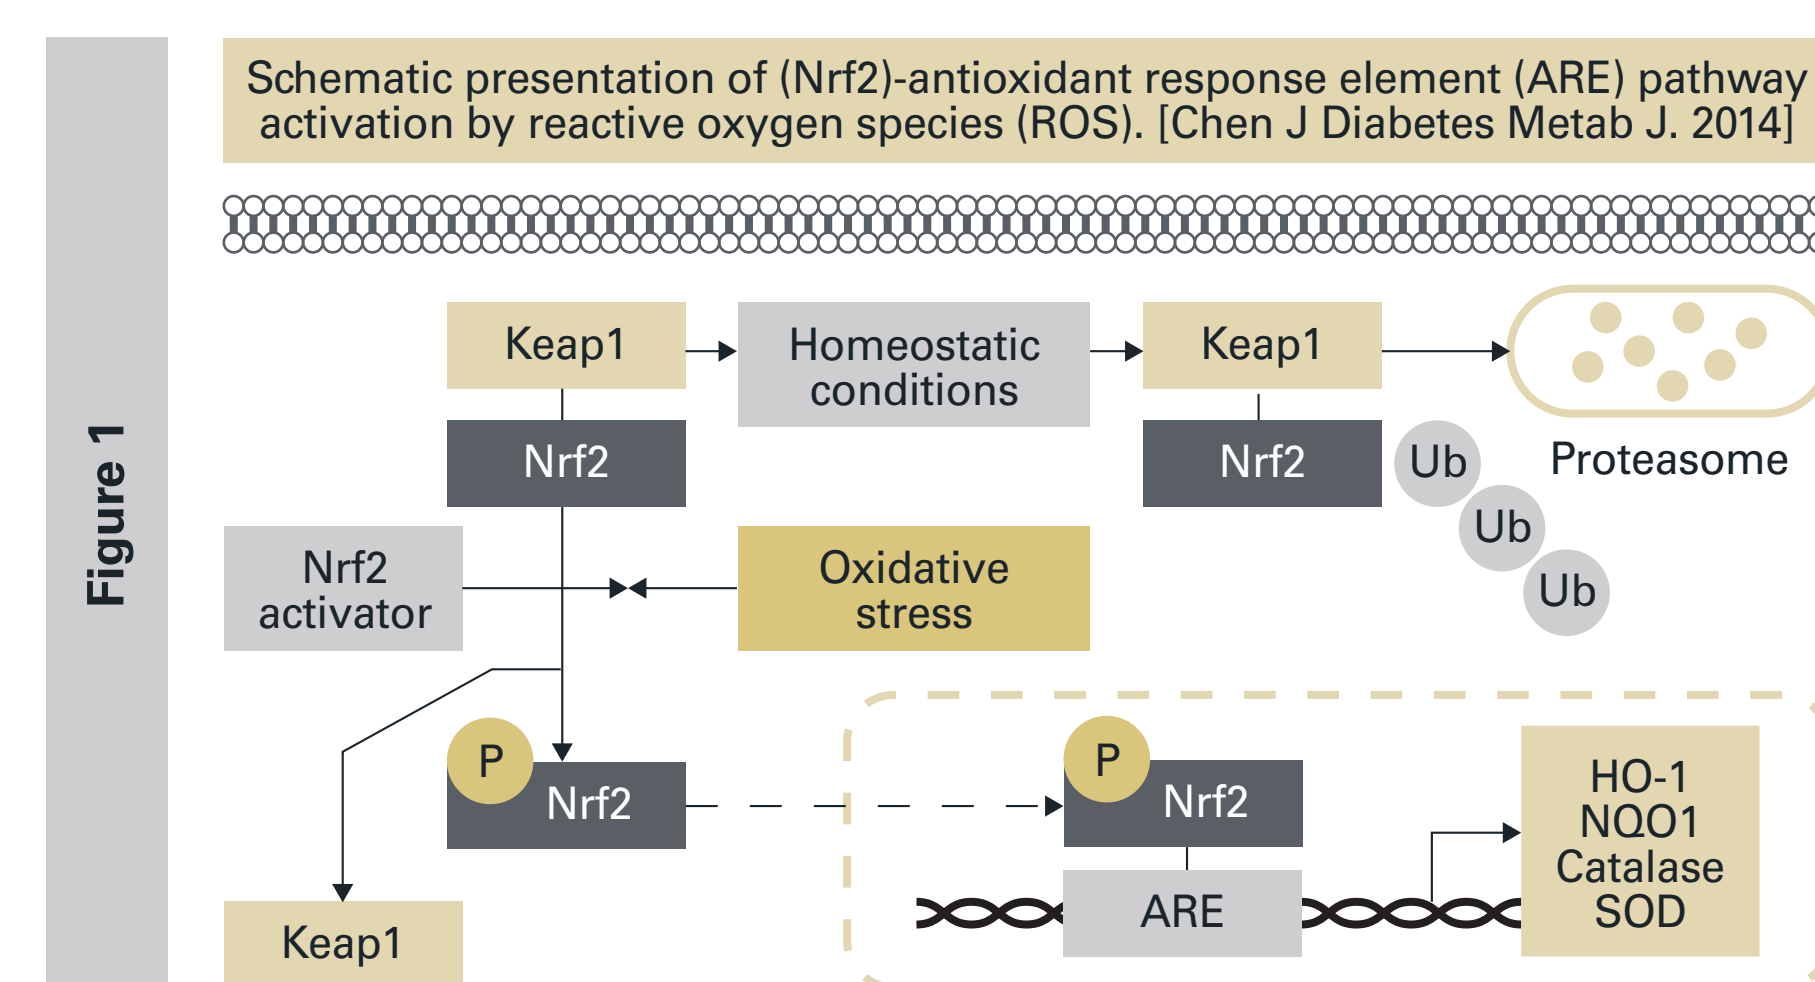 Figure 1
Schematic presentation of (Nrf2)-antioxidant response element (ARE) pathway
activation by reactive oxygen species (ROS). [Chen J Diabetes Metab J. 2014]
Keap1
Homeostatic
conditions
Keap1
Nrf2
Nrf2
Ub
Ub
Ub
Proteasome
Nrf2
activator
Oxidative
stress
P
Nrf2
P
Nrf2
HO-1
NQO1
Catalase
SOD
ARE
Keap1